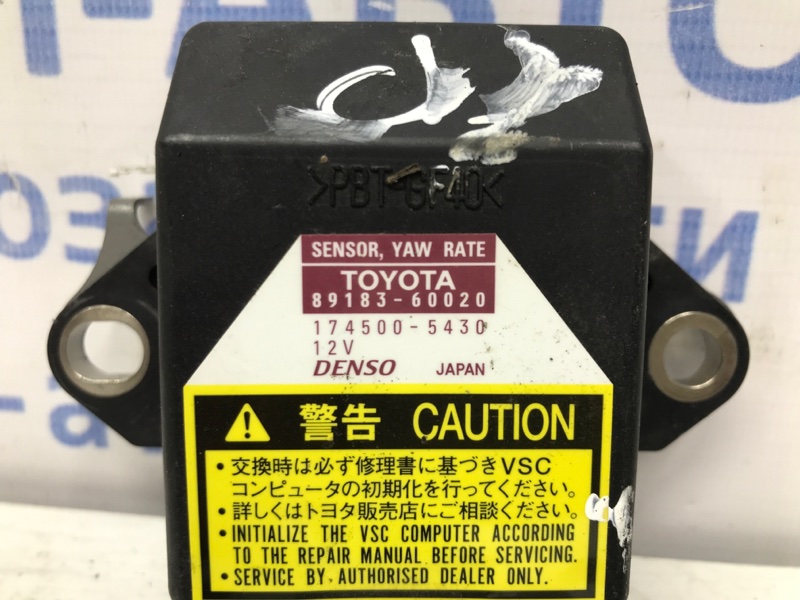 >PBT-GF40<
SENSOR, YAW RATE
TOYOTA
89183-60020
174500-5430
12V
DENSO JAPAN
警告 CAUTION
・交換時は必ず修理書に基づきVSC
コンピュータの初期化を行ってください。
・詳しくはトヨタ販売店にご相談ください。
・INITIALIZE THE VSC COMPUTER ACCORDING
TO THE REPAIR MANUAL BEFORE SERVICING.
・SERVICE BY AUTHORISED DEALER ONLY.